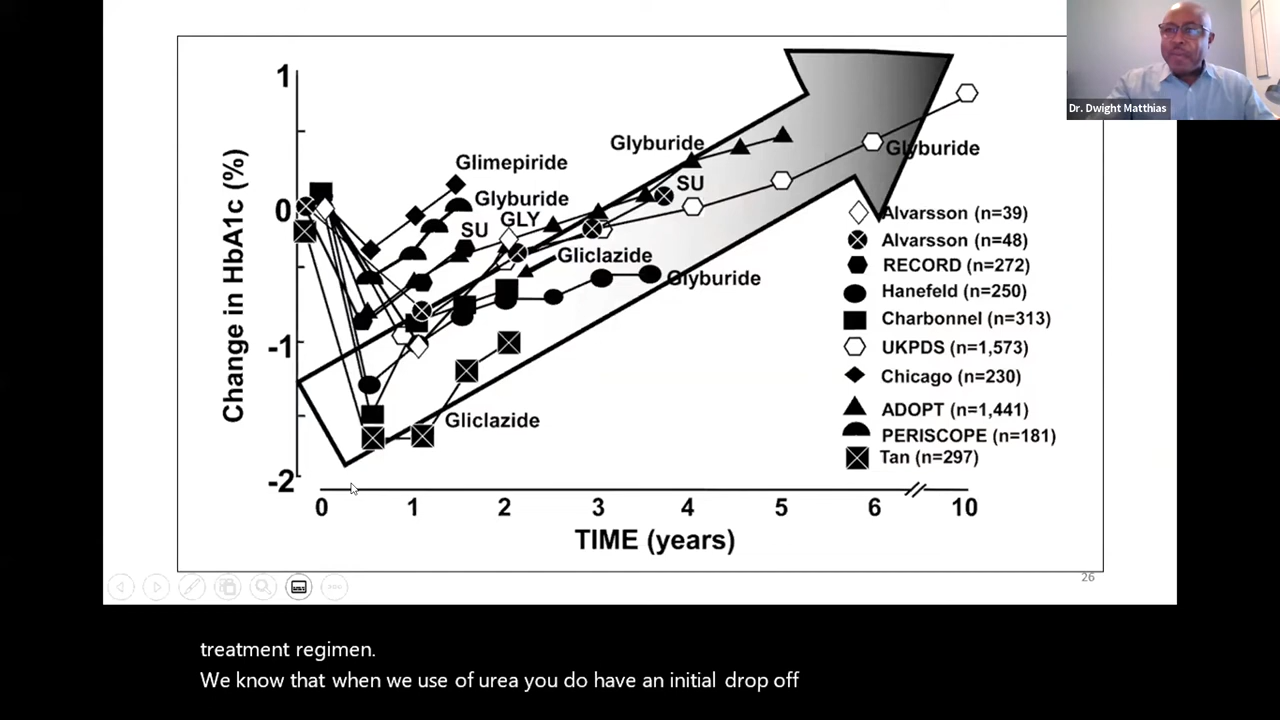 Dr. Dwight Matthias
Change in HbA1c (%)
1
0
-1
-2
Glimepiride
Glyburide
SU
GLY
Glyburide
SU
Gliclazide
Glyburide
Glyburide
Gliclazide
Alvarsson (n=39)
Alvarsson (n=48)
RECORD (n=272)
Hanefeld (n=250)
Charbonnel (n=313)
UKPDS (n=1,573)
Chicago (n=230)
ADOPT (n=1,441)
PERISCOPE (n=181)
Tan (n=297)
0 1 2 3 4 5 6 10
TIME (years)
26
treatment regimen.
We know that when we use of urea you do have an initial drop off